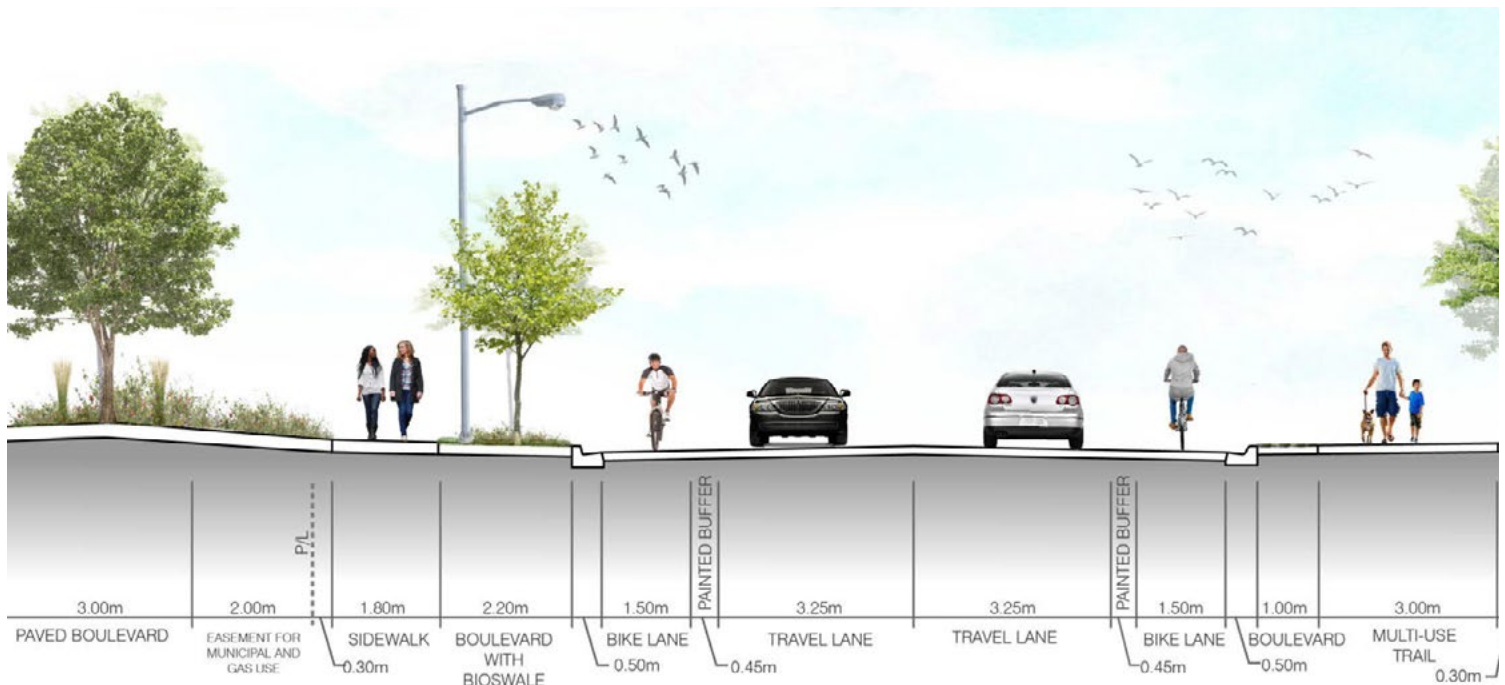 P/L
PAINTED BUFFER
PAINTED BUFFER
3.00m
2.00m
1.80m
2.20m
1.50m
3.25m
3.25m
1.50m
1.00m
3.00m
PAVED BOULEVARD
EASEMENT FOR
MUNICIPAL AND
GAS USE
0.30m
SIDEWALK
BOULEVARD
WITH
BIOSWALE
0.50m
BIKE LANE
0.45m
TRAVEL LANE
TRAVEL LANE
0.45m
BIKE LANE
0.50m
BOULEVARD
MULTI-USE
TRAIL
0.30m